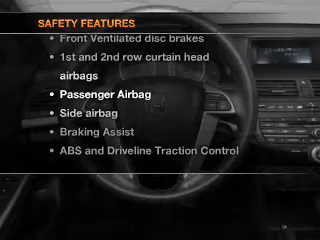 SAFETY FEATURES
• Front Ventilated disc brakes
• 1st and 2nd row curtain head
airbags
• Passenger Airbag
• Side airbag
• Braking Assist
• ABS and Driveline Traction Control